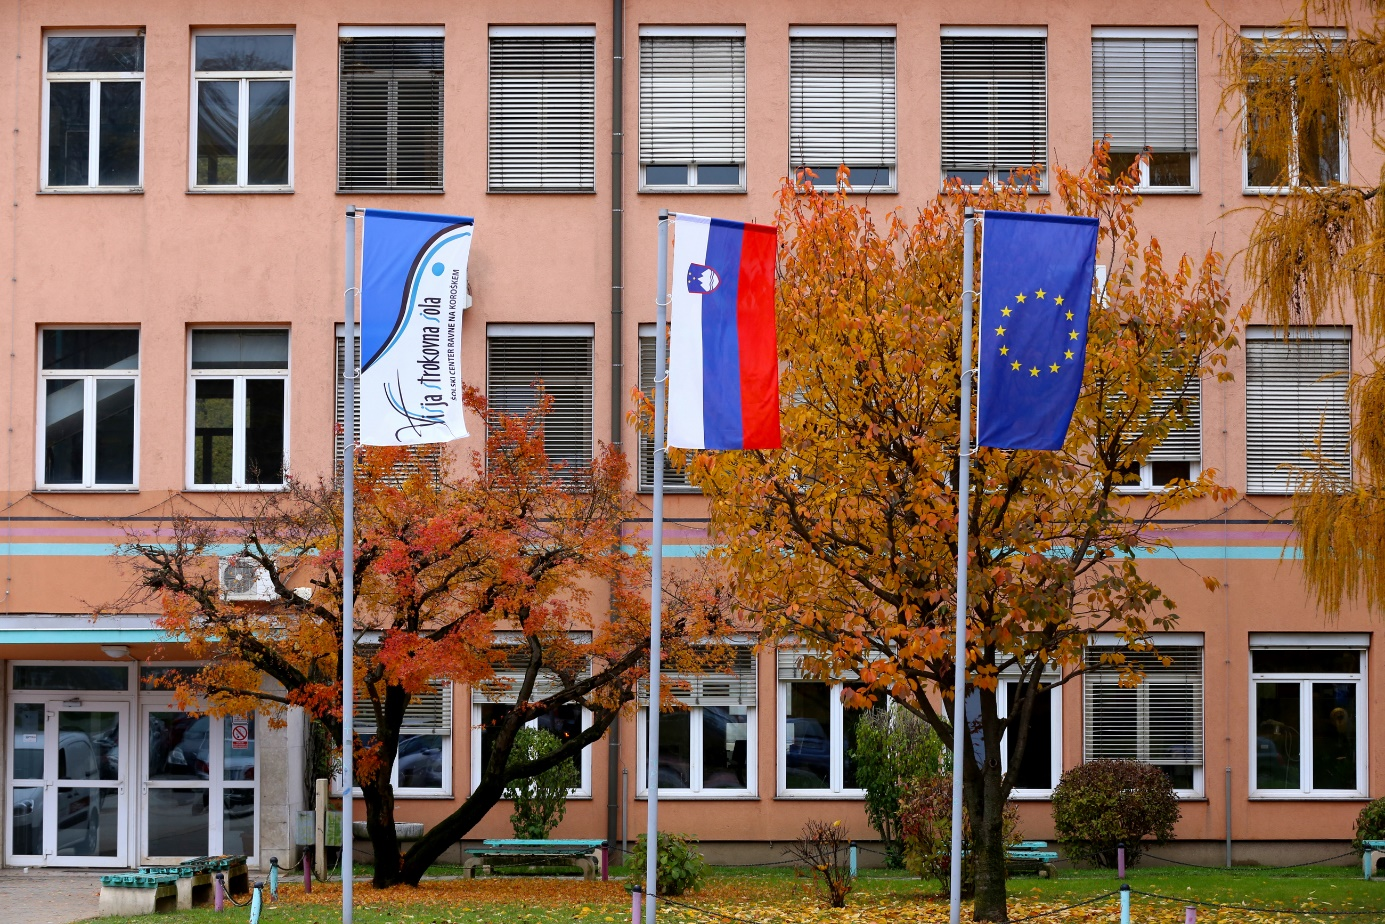 Višja strokovna šola
ŠOLSKI CENTER RAVNE NA KOROŠKEM